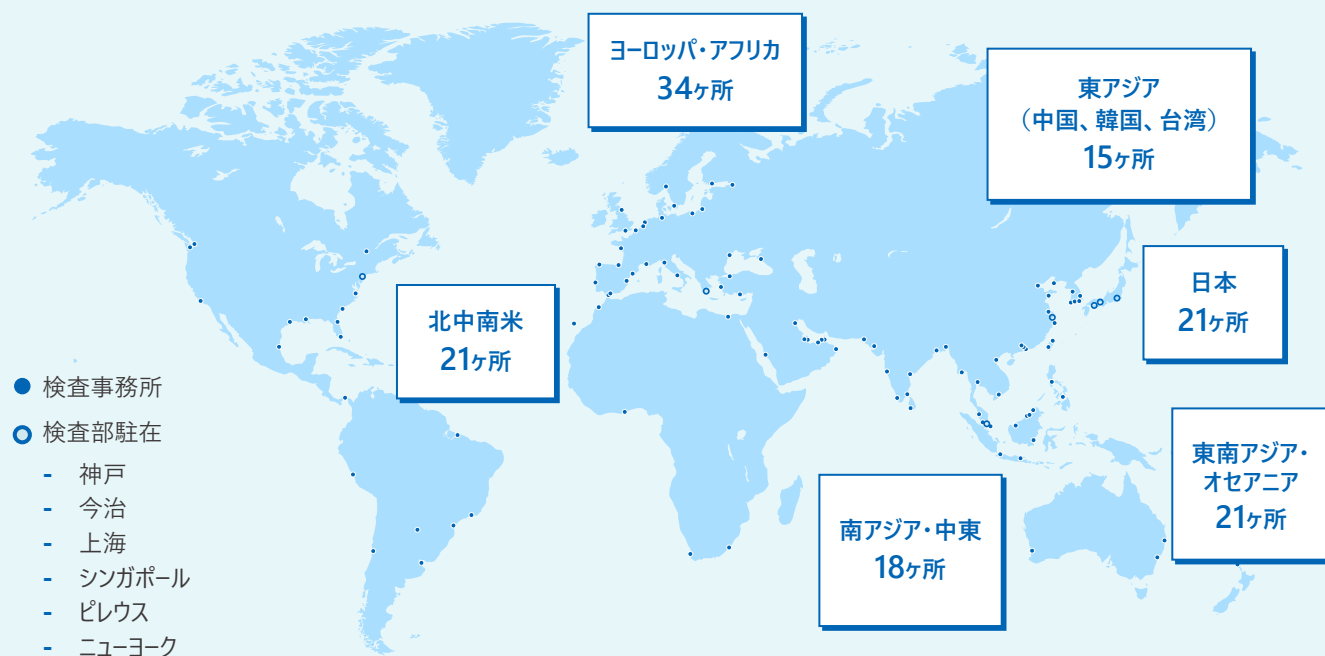 ヨーロッパ・アフリカ
34ヶ所
東アジア
（中国、韓国、台湾）
15ヶ所
日本
21ヶ所
北中南米
21ヶ所
東南アジア・
オセアニア
21ヶ所
南アジア・中東
18ヶ所
検査事務所
検査部駐在
- 神戸
- 今治
- 上海
- シンガポール
- ピレウス
- ニューヨーク